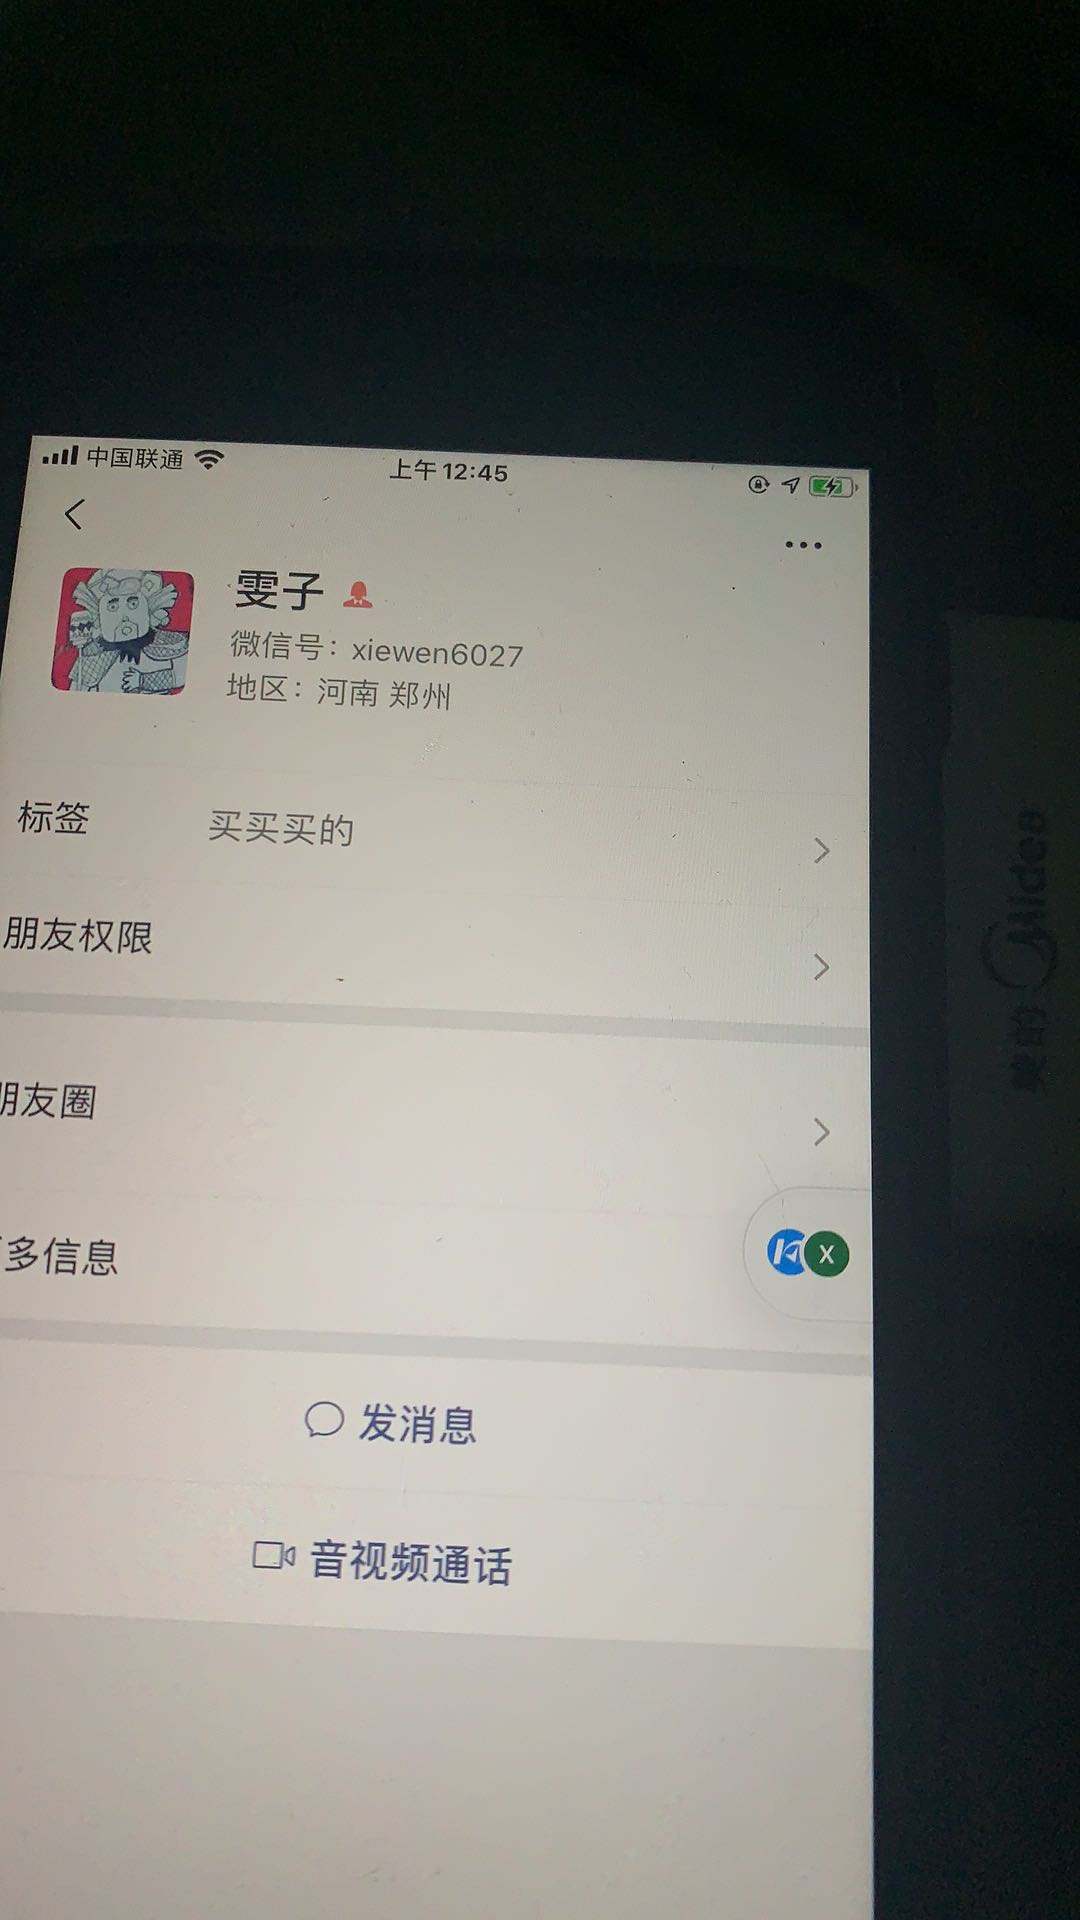 中国联通
上午12:45
雯子
微信号：xiewen6027
地区：河南 郑州
标签 买买买的
朋友权限
朋友圈
多信息
发消息
音视频通话
X
美的 Midea